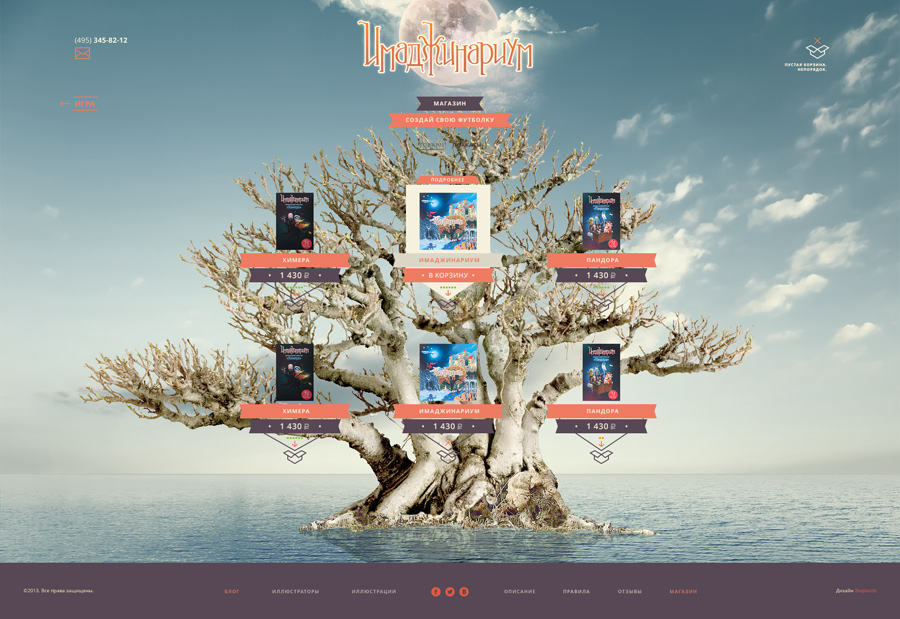 (495) 345-82-12
Имаджинариум
ПУСТАЯ КОРЗИНА.
НЕПОРЯДОК.
ИГРА
МАГАЗИН
СОЗДАЙ СВОЮ ФУТБОЛКУ
ПОДРОБНЕЕ
ХИМЕРА
ИМАДЖИНАРИУМ
ПАНДОРА
1 430
В КОРЗИНУ
1 430
ХИМЕРА
ИМАДЖИНАРИУМ
ПАНДОРА
1 430
1 430
1 430
©2013. Все права защищены.
БЛОГ
ИЛЛЮСТРАТОРЫ
ИЛЛЮСТРАЦИИ
ОПИСАНИЕ
ПРАВИЛА
ОТЗЫВЫ
МАГАЗИН
Дизайн